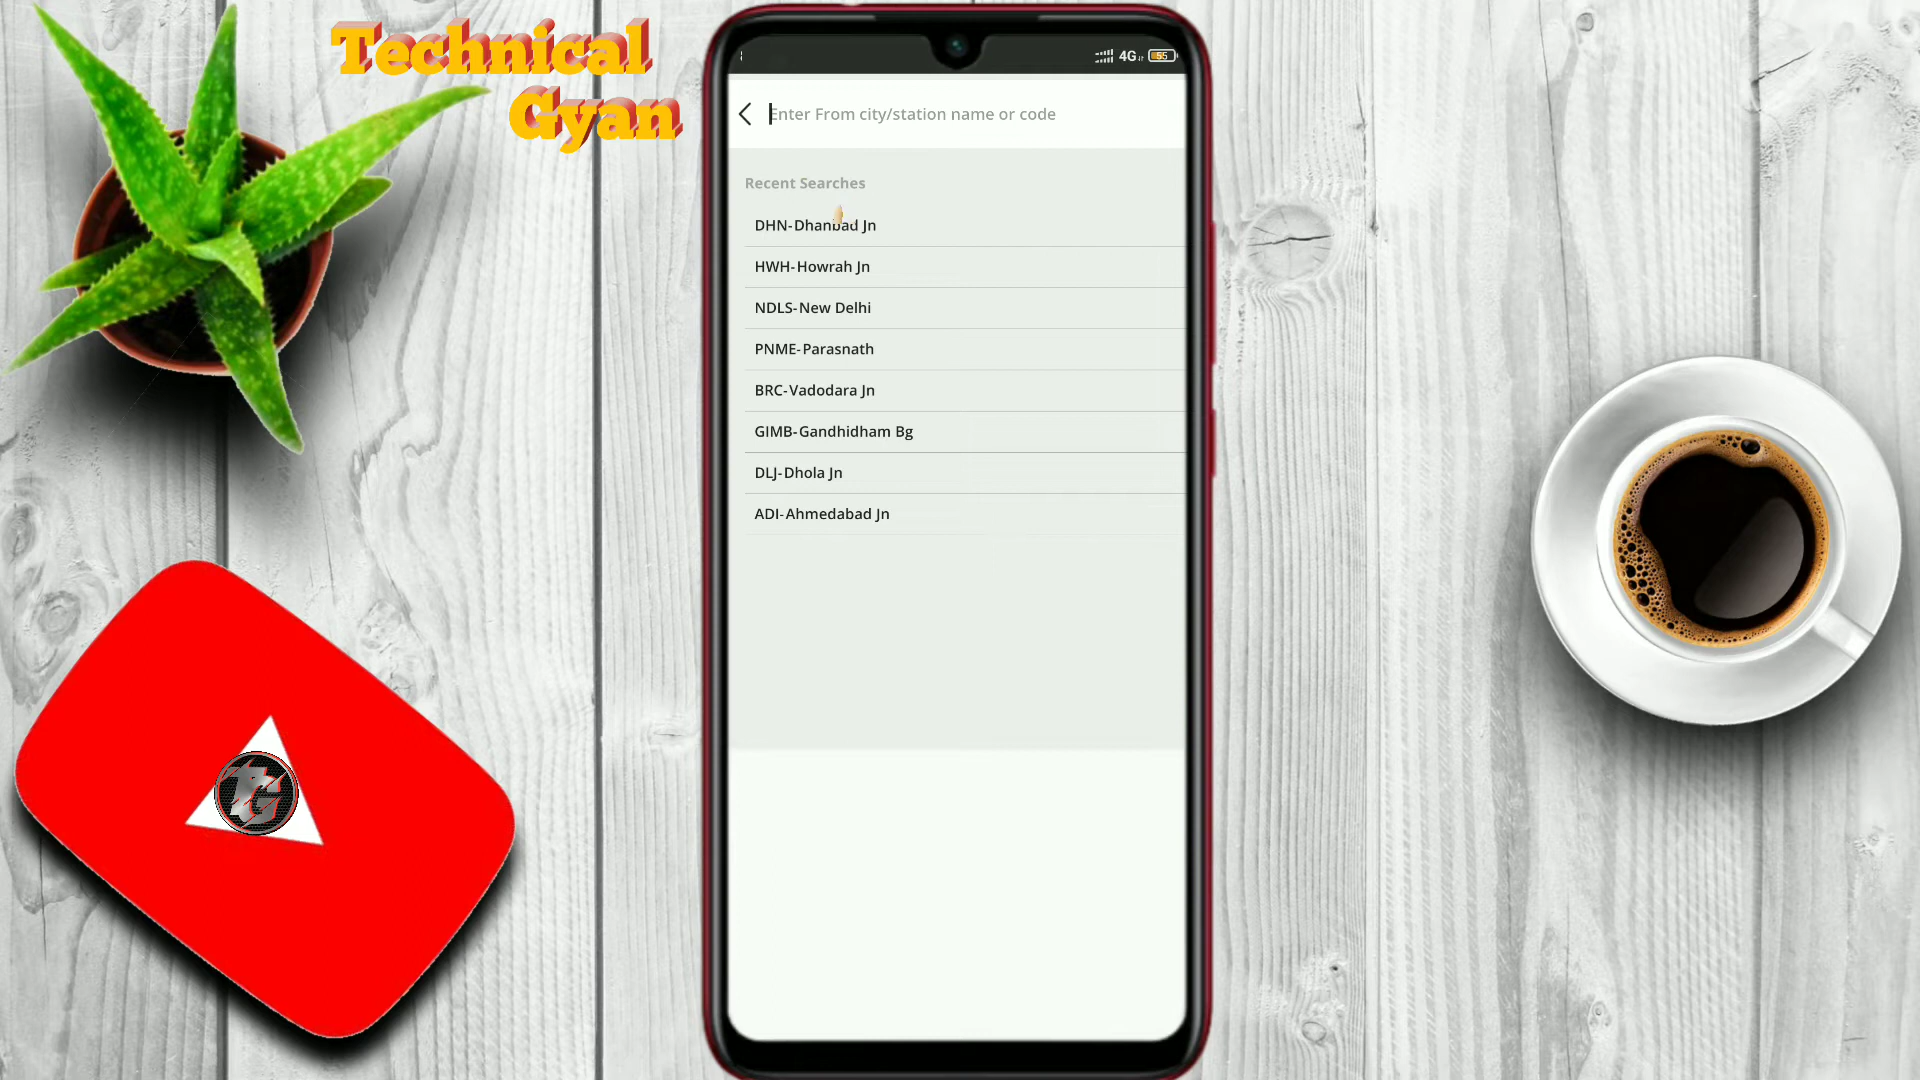 Technical
Gyan
4G 55
Enter From city/station name or code
Recent Searches
DHN-Dhanbad Jn
HWH-Howrah Jn
NDLS-New Delhi
PNME-Parasnath
BRC-Vadodara Jn
GIMB-Gandhidham Bg
DLJ-Dhola Jn
ADI-Ahmedabad Jn